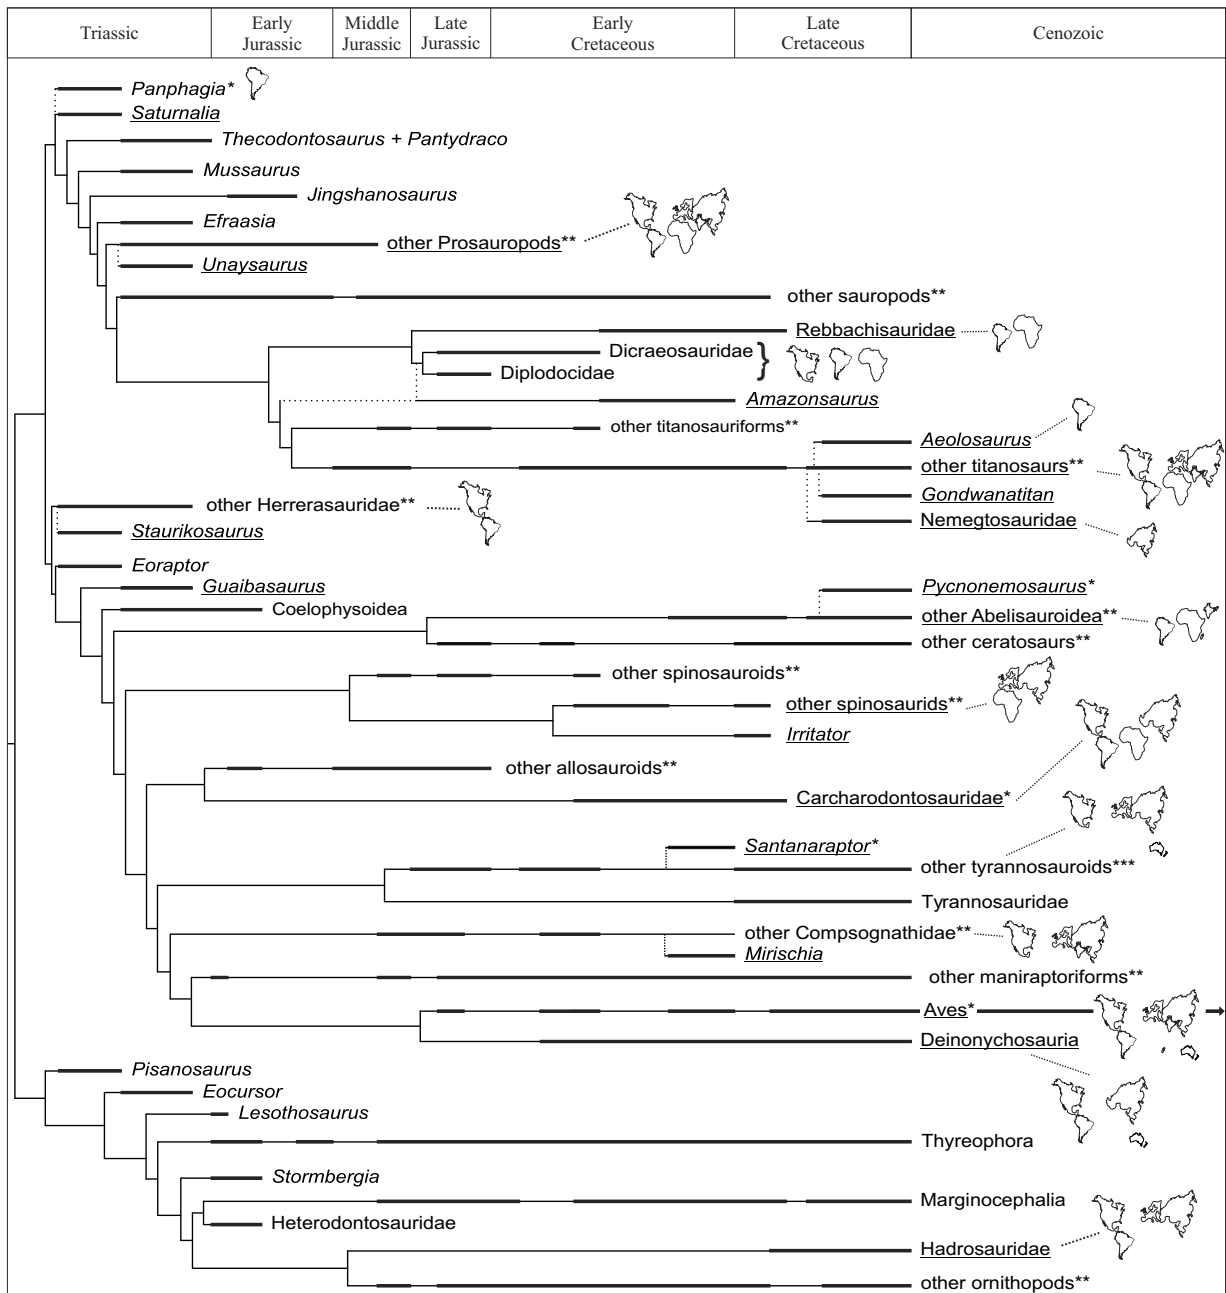 Triassic
Early
Jurassic
Middle
Jurassic
Late
Jurassic
Early
Cretaceous
Late
Cretaceous
Cenozoic
Panphagia*
Saturnalia
Thecodontosaurus + Pantydraco
Mussaurus
Jingshanosaurus
Efraasia
other Prosauropods**
Unaysaurus
other sauropods**
Rebbachisauridae
Dicraeosauridae }
Diplodocidae
Amazonsaurus
other titanosauriforms**
Aeolosaurus
other titanosaurs**
Gondwanatitan
other Herrerasauridae**
Nemegtosauridae
Staurikosaurus
Eoraptor
Guaibasaurus
Pycnonemosaurus*
Coelophysoidea
other Abelisauroidea**
other ceratosaurs**
other spinosauroids**
other spinosaurids**
Irritator
other allosauroids**
Carcharodontosauridae*
Santanaraptor*
other tyrannosauroids***
Tyrannosauridae
other Compsognathidae**
Mirischia
other maniraptoriforms**
Aves*
Deinonychosauria
Pisanosaurus
Eocursor
Lesothosaurus
Thyreophora
Stormbergia
Marginocephalia
Heterodontosauridae
Hadrosauridae
other ornithopods**